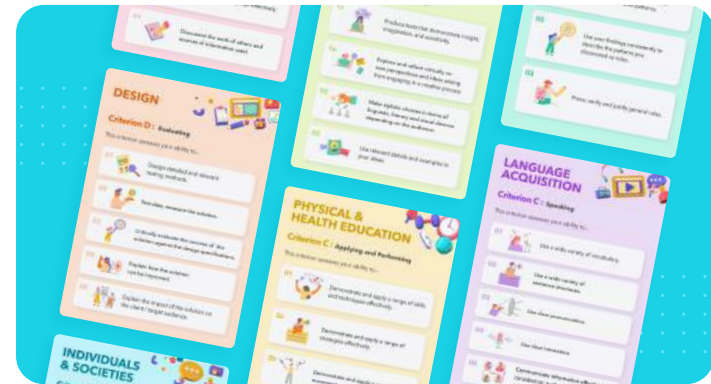 Document the work of others and
sources of information used.
DESIGN
Criterion D : Evaluating
This criterion assesses your ability to...
Design detailed and relevant
testing methods.
Critically evaluate the success of the
solution against the design specifications.
Explain how the solution
can be improved.
Explain the impact of the solution on
the client / target audience.
INDIVIDUALS
& SOCIETIES
Produce texts that demonstrate insight,
imagination and sensitivity.
Explore and reflect critically on
new perspectives and ideas arising
from engaging in a creative process
Make stylistic choices in terms of
linguistic, literary and visual devices
depending on the audience.
Use relevant details and examples in
your ideas.
PHYSICAL &
HEALTH EDUCATION
Criterion C : Applying and Performing
This criterion assesses your ability to...
Demonstrate and apply a range of skills
and techniques effectively.
Demonstrate and apply a range of
strategies effectively.
Demonstrate and apply
Use your findings consistently to
describe the patterns you
discovered as rules.
Prove, verify and justify general rules.
LANGUAGE
ACQUISITION
Criterion C : Speaking
This criterion assesses your ability to...
Use a wide variety of vocabulary.
Use a wide variety of
sentence structures.
Use clear pronunciation.
Use clear intonation.
Communicate information